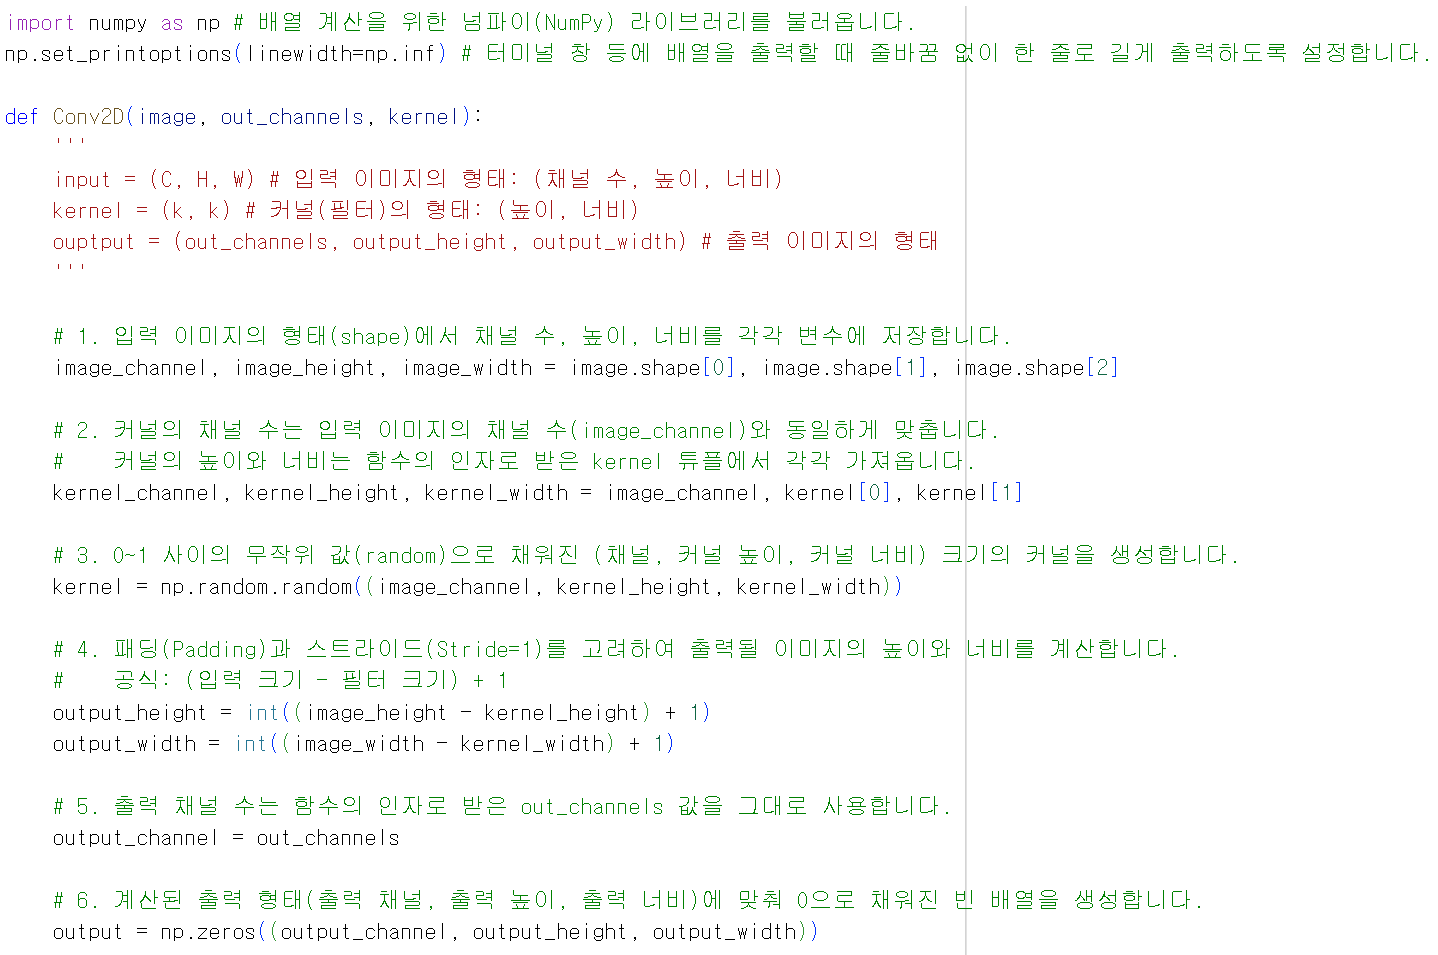 import numpy as np # 배열 계산을 위한 넘파이(NumPy) 라이브러리를 불러옵니다.
np.set_printoptions(linewidth=np.inf) # 터미널 창 등에 배열을 출력할 때 줄바꿈 없이 한 줄로 길게 출력하도록 설정합니다.

def Conv2D(image, out_channels, kernel):
    '''
    input = (C, H, W) # 입력 이미지의 형태: (채널 수, 높이, 너비)
    kernel = (k, k) # 커널(필터)의 형태: (높이, 너비)
    ouptput = (out_channels, output_height, output_width) # 출력 이미지의 형태
    '''

    # 1. 입력 이미지의 형태(shape)에서 채널 수, 높이, 너비를 각각 변수에 저장합니다.
    image_channel, image_height, image_width = image.shape[0], image.shape[1], image.shape[2]

    # 2. 커널의 채널 수는 입력 이미지의 채널 수(image_channel)와 동일하게 맞춥니다.
    #    커널의 높이와 너비는 함수의 인자로 받은 kernel 튜플에서 각각 가져옵니다.
    kernel_channel, kernel_height, kernel_width = image_channel, kernel[0], kernel[1]

    # 3. 0~1 사이의 무작위 값(random)으로 채워진 (채널, 커널 높이, 커널 너비) 크기의 커널을 생성합니다.
    kernel = np.random.random((image_channel, kernel_height, kernel_width))

    # 4. 패딩(Padding)과 스트라이드(Stride=1)를 고려하여 출력될 이미지의 높이와 너비를 계산합니다.
    #    공식: (입력 크기 - 필터 크기) + 1
    output_height = int((image_height - kernel_height) + 1)
    output_width = int((image_width - kernel_width) + 1)

    # 5. 출력 채널 수는 함수의 인자로 받은 out_channels 값을 그대로 사용합니다.
    output_channel = out_channels

    # 6. 계산된 출력 형태(출력 채널, 출력 높이, 출력 너비)에 맞춰 0으로 채워진 빈 배열을 생성합니다.
    output = np.zeros((output_channel, output_height, output_width))